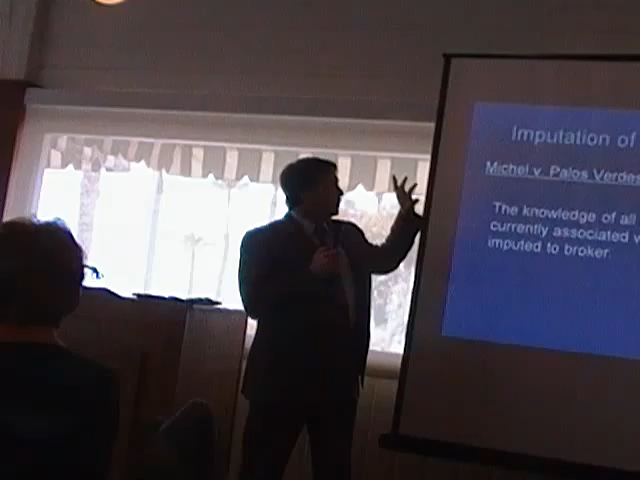 Imputation of
Michel v. Palos Verdes
The knowledge of all
currently associated
imputed to broker.